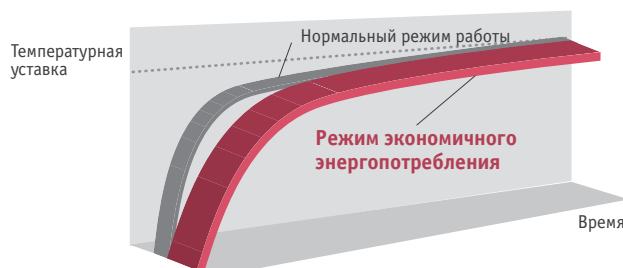 Температурная
уставка
Нормальный режим работы
Режим экономичного
энергопотребления
Время